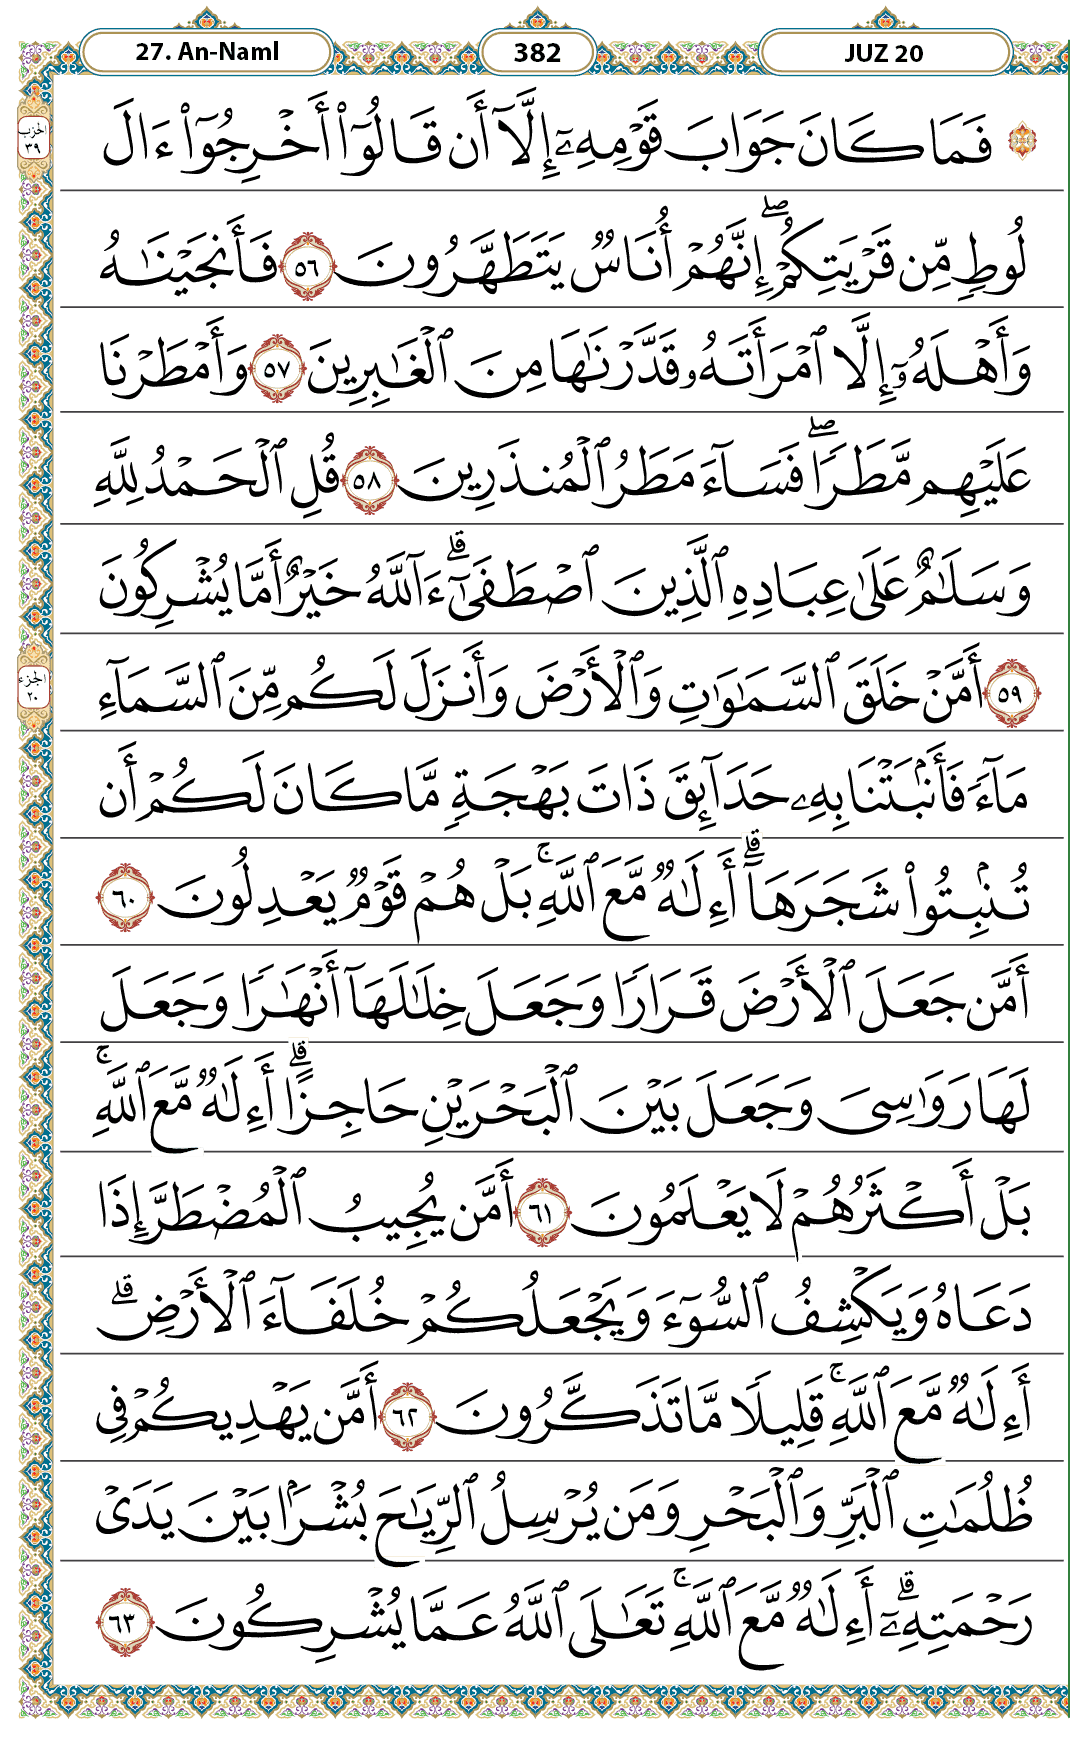 27. An-Naml
382
JUZ 20
الحزب
٣٩
۞ فَمَا كَانَ جَوَابَ قَوْمِهِۦٓ إِلَّآ أَن قَالُوٓا۟ أَخْرِجُوٓا۟ ءَالَ
لُوطٍ مِّن قَرْيَتِكُمْ ۖ إِنَّهُمْ أُنَاسٌ يَتَطَهَّرُونَ ٥٦ فَأَنجَيْنَـٰهُ
وَأَهْلَهُۥٓ إِلَّا ٱمْرَأَتَهُۥ قَدَّرْنَـٰهَا مِنَ ٱلْغَـٰبِرِينَ ٥٧ وَأَمْطَرْنَا
عَلَيْهِم مَّطَرًا ۖ فَسَآءَ مَطَرُ ٱلْمُنذَرِينَ ٥٨ قُلِ ٱلْحَمْدُ لِلَّهِ
وَسَلَـٰمٌ عَلَىٰ عِبَادِهِ ٱلَّذِينَ ٱصْطَفَىٰٓ ۗ ءَآللَّهُ خَيْرٌ أَمَّا يُشْرِكُونَ
٥٩ أَمَّنْ خَلَقَ ٱلسَّمَـٰوَٰتِ وَٱلْأَرْضَ وَأَنزَلَ لَكُم مِّنَ ٱلسَّمَآءِ
الجزء
٢٠
مَآءً فَأَنۢبَتْنَا بِهِۦ حَدَآئِقَ ذَاتَ بَهْجَةٍ مَّا كَانَ لَكُمْ أَن
تُنۢبِتُوا۟ شَجَرَهَآ ۗ أَءِلَـٰهٌ مَّعَ ٱللَّهِ ۚ بَلْ هُمْ قَوْمٌ يَعْدِلُونَ ٦٠
أَمَّن جَعَلَ ٱلْأَرْضَ قَرَارًا وَجَعَلَ خِلَـٰلَهَآ أَنْهَـٰرًا وَجَعَلَ
لَهَا رَوَٰسِىَ وَجَعَلَ بَيْنَ ٱلْبَحْرَيْنِ حَاجِزًا ۗ أَءِلَـٰهٌ مَّعَ ٱللَّهِ ۚ
بَلْ أَكْثَرُهُمْ لَا يَعْلَمُونَ ٦١ أَمَّن يُجِيبُ ٱلْمُضْطَرَّ إِذَا
دَعَاهُ وَيَكْشِفُ ٱلسُّوٓءَ وَيَجْعَلُكُمْ خُلَفَآءَ ٱلْأَرْضِ ۗ
أَءِلَـٰهٌ مَّعَ ٱللَّهِ ۚ قَلِيلًا مَّا تَذَكَّرُونَ ٦٢ أَمَّن يَهْدِيكُمْ فِى
ظُلُمَـٰتِ ٱلْبَرِّ وَٱلْبَحْرِ وَمَن يُرْسِلُ ٱلرِّيَـٰحَ بُشْرًۢا بَيْنَ يَدَىْ
رَحْمَتِهِۦٓ ۗ أَءِلَـٰهٌ مَّعَ ٱللَّهِ ۚ تَعَـٰلَى ٱللَّهُ عَمَّا يُشْرِكُونَ ٦٣